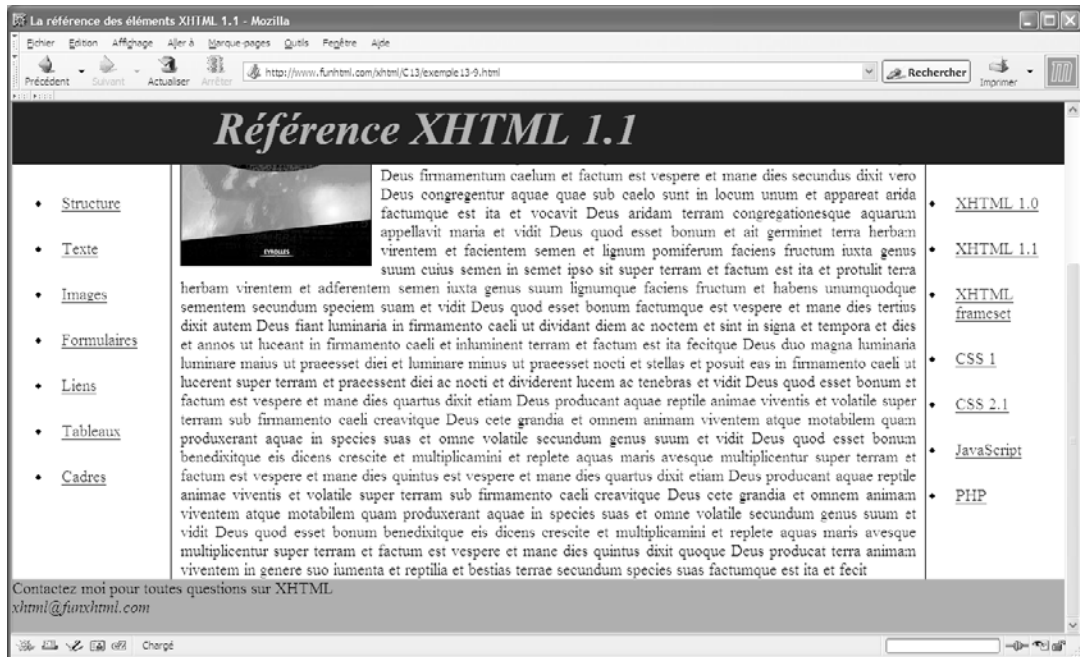 La référence des éléments XHTML 1.1 - Mozilla
Fichier Edition Affichage Aller à Marque-pages Outils Fenêtre Aide
Précédent Suivant Actualiser Arrêter http://www.funhtml.com/xhtml/C13/exemple13-9.html Rechercher Imprimer
Référence XHTML 1.1
Structure
Texte
Images
Formulaires
Liens
Tableaux
Cadres
EYROLLES
Deus firmamentum caelum et factum est vespere et mane dies secundus dixit vero
Deus congregentur aquae quae sub caelo sunt in locum unum et appareat arida
factumque est ita et vocavit Deus aridam terram congregationesque aquarum
appellavit maria et vidit Deus quod esset bonum et ait germinet terra herbam
virentem et facientem semen et lignum pomiferum faciens fructum iuxta genus
suum cuius semen in semet ipso sit super terram et factum est ita et protulit terra
herbam virentem et adferentem semen iuxta genus suum lignumque faciens fructum et habens unumquodque
sementem secundum speciem suam et vidit Deus quod esset bonum factumque est vespere et mane dies tertius
dixit autem Deus fiant luminaria in firmamento caeli ut dividant diem ac noctem et sint in signa et tempora et dies
et annos ut luceant in firmamento caeli et inluminent terram et factum est ita fecitque Deus duo magna luminaria
luminare maius ut praeesset diei et luminare minus ut praeesset nocti et stellas et posuit eas in firmamento caeli ut
lucerent super terram et praeessent diei ac nocti et dividerent lucem ac tenebras et vidit Deus quod esset bonum et
factum est vespere et mane dies quartus dixit etiam Deus producant aquae reptile animae viventis et volatile super
terram sub firmamento caeli creavitque Deus cete grandia et omnem animam viventem atque motabilem quam
produxerant aquae in species suas et omne volatile secundum genus suum et vidit Deus quod esset bonum
benedixitque eis dicens crescite et multiplicamini et replete aquas maris avesque multiplicentur super terram et
factum est vespere et mane dies quintus est vespere et mane dies quartus dixit etiam Deus producant aquae reptile
animae viventis et volatile super terram sub firmamento caeli creavitque Deus cete grandia et omnem animam
viventem atque motabilem quam produxerant aquae in species suas et omne volatile secundum genus suum et
vidit Deus quod esset bonum benedixitque eis dicens crescite et multiplicamini et replete aquas maris avesque
multiplicentur super terram et factum est vespere et mane dies quintus dixit quoque Deus producat terra animam
viventem in genere suo iumenta et reptilia et bestias terrae secundum species suas factumque est ita et fecit
XHTML 1.0
XHTML 1.1
XHTML
frameset
CSS 1
CSS 2.1
JavaScript
PHP
Contactez moi pour toutes questions sur XHTML
xhtml@funxhtml.com
Chargé